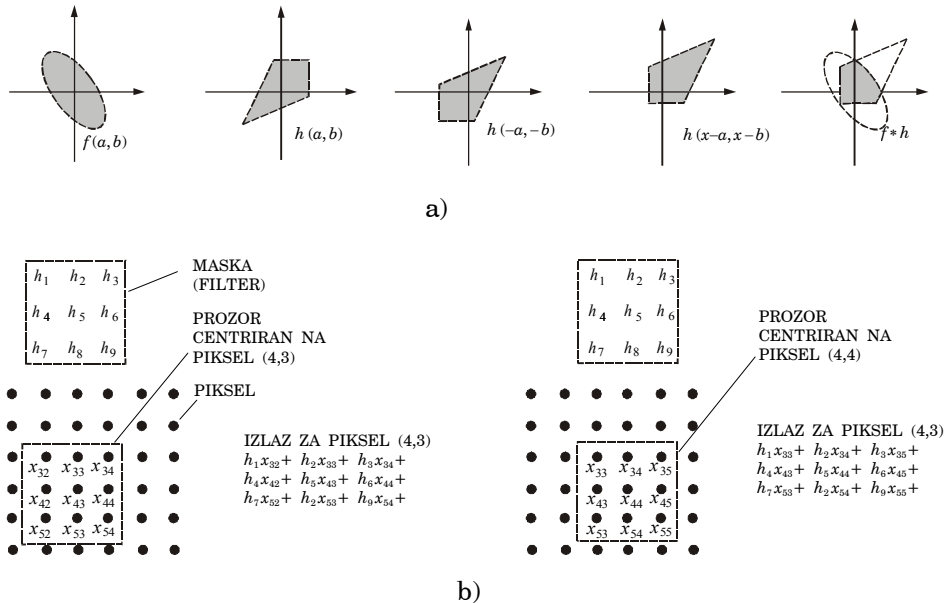 f(a, b)
h(a, b)
h(–a, –b)
h(x–a, x–b)
f*h
a)
h1 h2 h3
h4 h5 h6
h7 h8 h9
MASKA
(FILTER)
PROZOR
CENTRIRAN NA
PIKSEL (4,3)
PIKSEL
x32 x33 x34
x42 x43 x44
x52 x53 x54
IZLAZ ZA PIKSEL (4,3)
h1x32+ h2x33+ h3x34+
h4x42+ h5x43+ h6x44+
h7x52+ h2x53+ h9x54+
h1 h2 h3
h4 h5 h6
h7 h8 h9
PROZOR
CENTRIRAN NA
PIKSEL (4,4)
x33 x34 x35
x43 x44 x45
x53 x54 x55
IZLAZ ZA PIKSEL (4,3)
h1x33+ h2x34+ h3x35+
h4x43+ h5x44+ h6x45+
h7x53+ h2x54+ h9x55+
b)